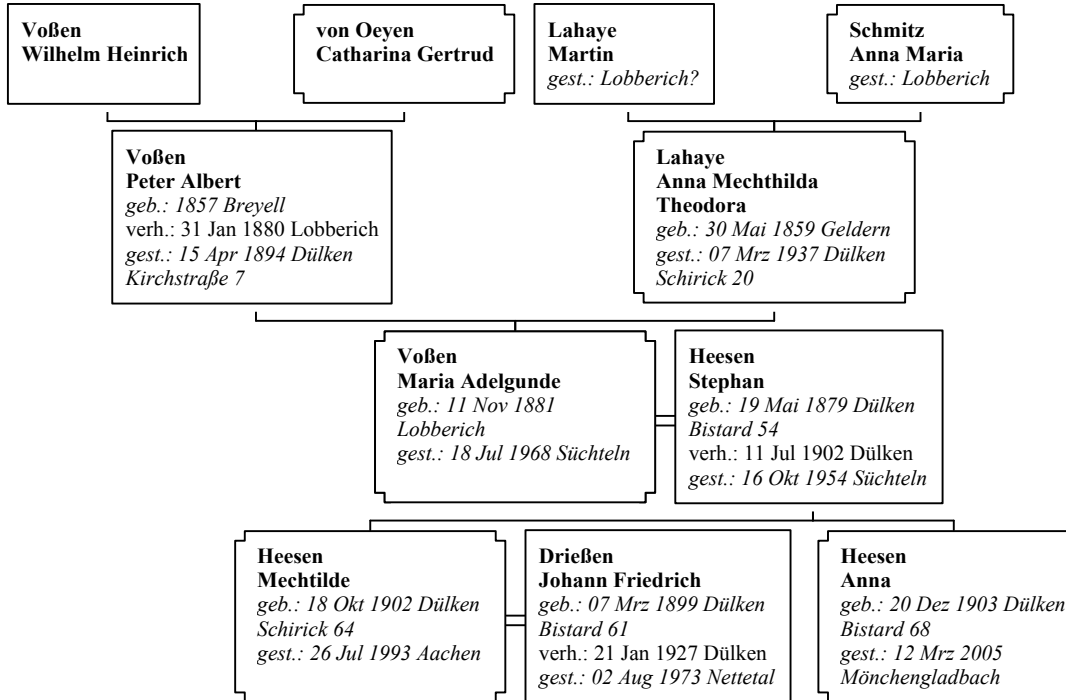 Voßen
Wilhelm Heinrich
von Oeyen
Catharina Gertrud
Lahaye
Martin
gest.: Lobberich?
Schmitz
Anna Maria
gest.: Lobberich
Voßen
Peter Albert
geb.: 1857 Breyell
verh.: 31 Jan 1880 Lobberich
gest.: 15 Apr 1894 Dülken
Kirchstraße 7
Lahaye
Anna Mechthilda
Theodora
geb.: 30 Mai 1859 Geldern
gest.: 07 Mrz 1937 Dülken
Schirick 20
Voßen
Maria Adelgunde
geb.: 11 Nov 1881
Lobberich
gest.: 18 Jul 1968 Süchteln
Heesen
Stephan
geb.: 19 Mai 1879 Dülken
Bistard 54
verh.: 11 Jul 1902 Dülken
gest.: 16 Okt 1954 Süchteln
Heesen
Mechtilde
geb.: 18 Okt 1902 Dülken
Schirick 64
gest.: 26 Jul 1993 Aachen
Drießen
Johann Friedrich
geb.: 07 Mrz 1899 Dülken
Bistard 61
verh.: 21 Jan 1927 Dülken
gest.: 02 Aug 1973 Nettetal
Heesen
Anna
geb.: 20 Dez 1903 Dülken
Bistard 68
gest.: 12 Mrz 2005
Mönchengladbach